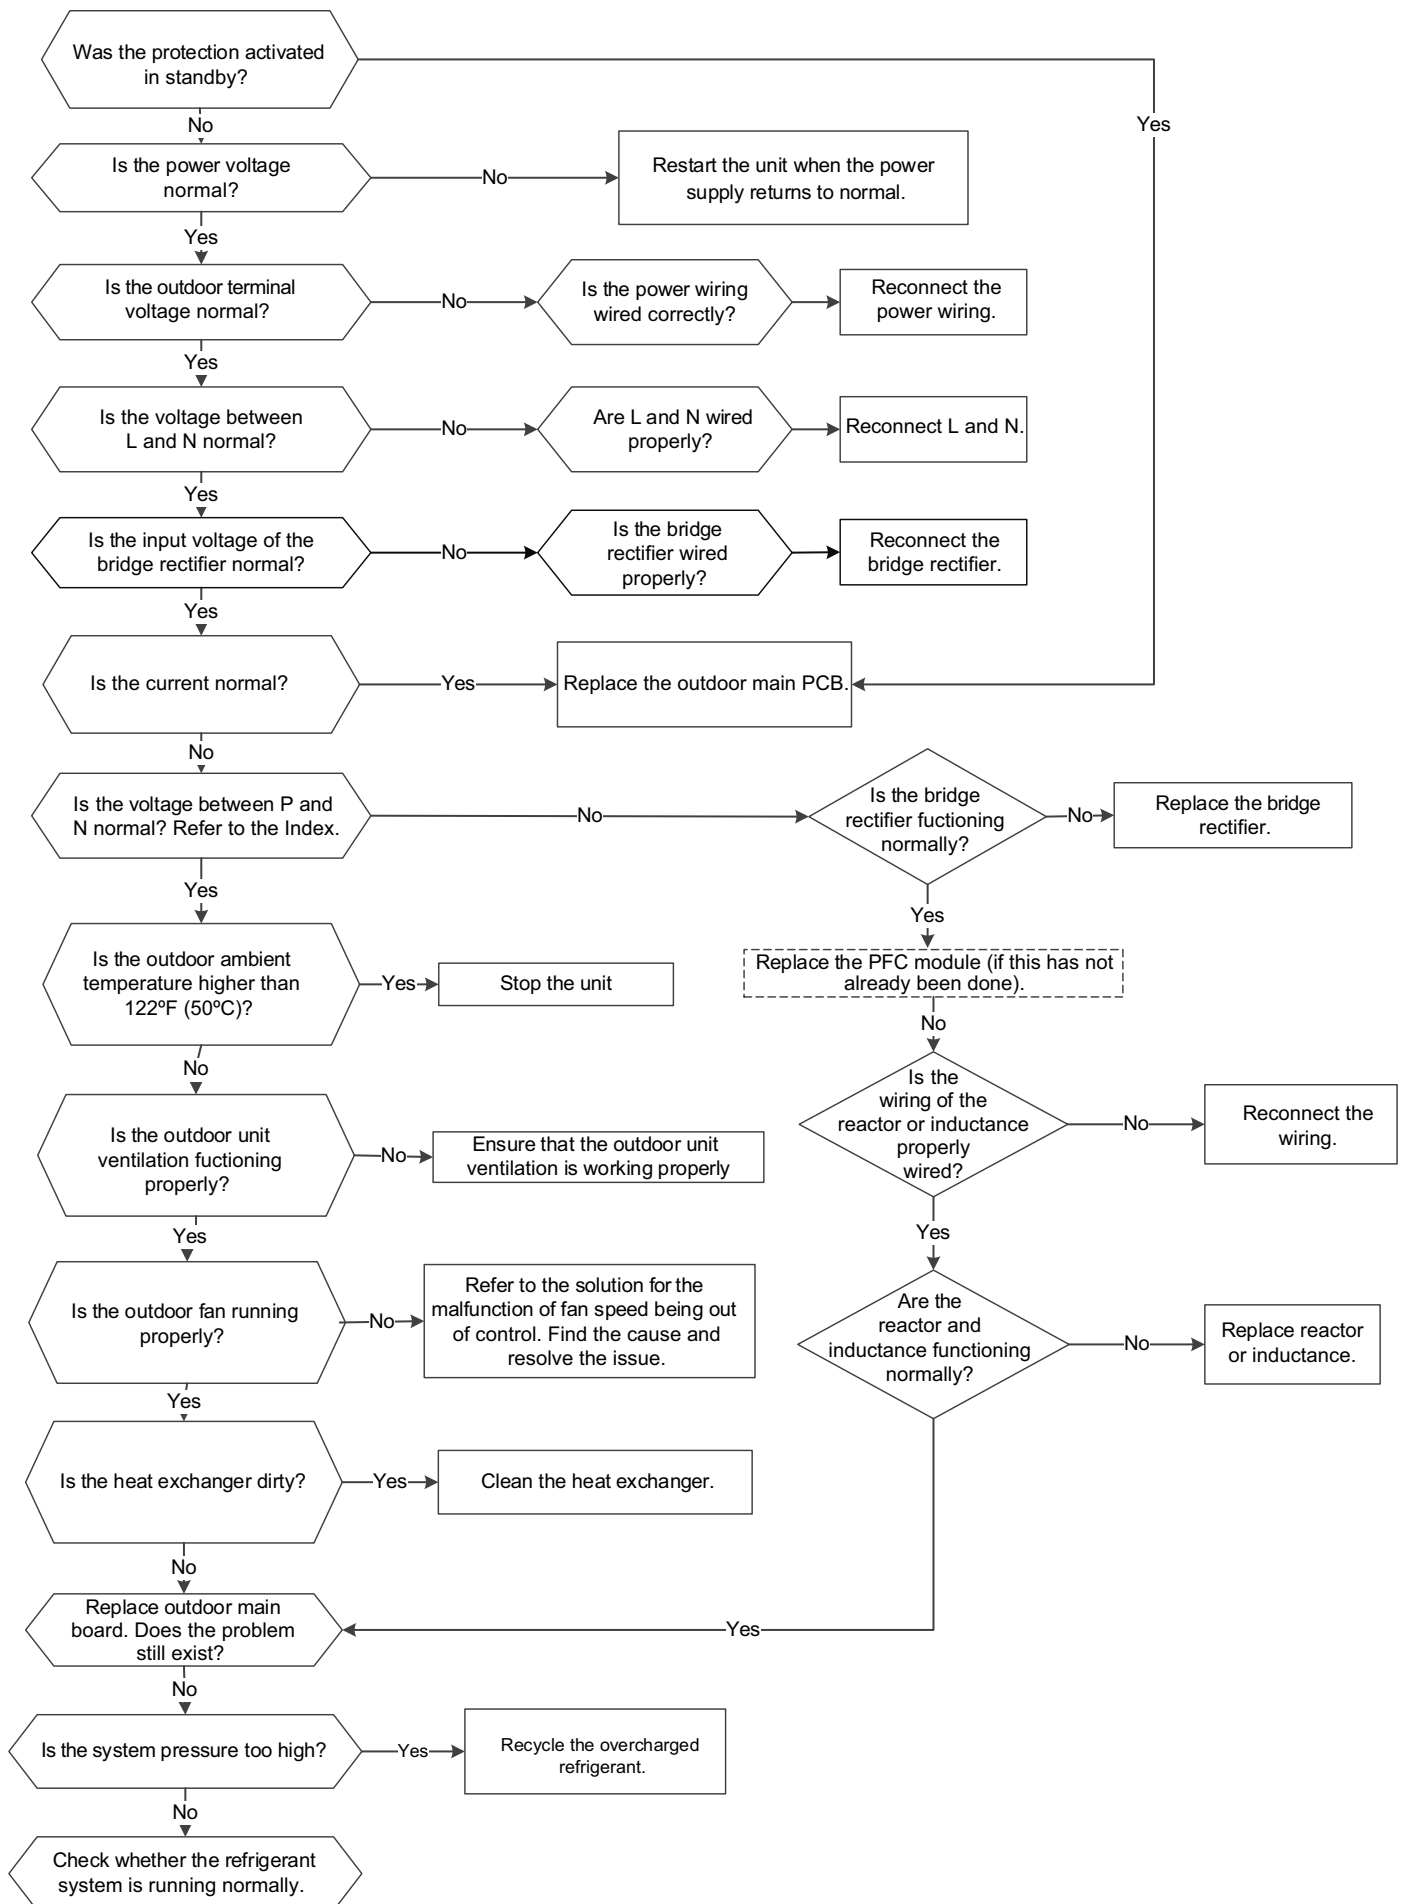 Was the protection activated
in standby?
Yes
No
Is the power voltage
normal?
No
Restart the unit when the power
supply returns to normal.
Yes
Is the outdoor terminal
voltage normal?
No
Is the power wiring
wired correctly?
Reconnect the
power wiring.
Yes
Is the voltage between
L and N normal?
No
Are L and N wired
properly?
Reconnect L and N.
Yes
Is the input voltage of the
bridge rectifier normal?
No
Is the bridge
rectifier wired
properly?
Reconnect the
bridge rectifier.
Yes
Is the current normal?
Yes
Replace the outdoor main PCB.
No
Is the voltage between P and
N normal? Refer to the Index.
No
Is the bridge
rectifier fuctioning
normally?
No
Replace the bridge
rectifier.
Yes
Yes
Is the outdoor ambient
temperature higher than
122ºF (50ºC)?
Yes
Stop the unit
Replace the PFC module (if this has not
already been done).
No
No
Is the outdoor unit
ventilation fuctioning
properly?
No
Ensure that the outdoor unit
ventilation is working properly
Is the
wiring of the
reactor or inductance
properly
wired?
No
Reconnect the
wiring.
Yes
Yes
Is the outdoor fan running
properly?
No
Refer to the solution for the
malfunction of fan speed being out
of control. Find the cause and
resolve the issue.
Are the
reactor and
inductance functioning
normally?
No
Replace reactor
or inductance.
Yes
Is the heat exchanger dirty?
Yes
Clean the heat exchanger.
No
Replace outdoor main
board. Does the problem
still exist?
Yes
No
Is the system pressure too high?
Yes
Recycle the overcharged
refrigerant.
No
Check whether the refrigerant
system is running normally.